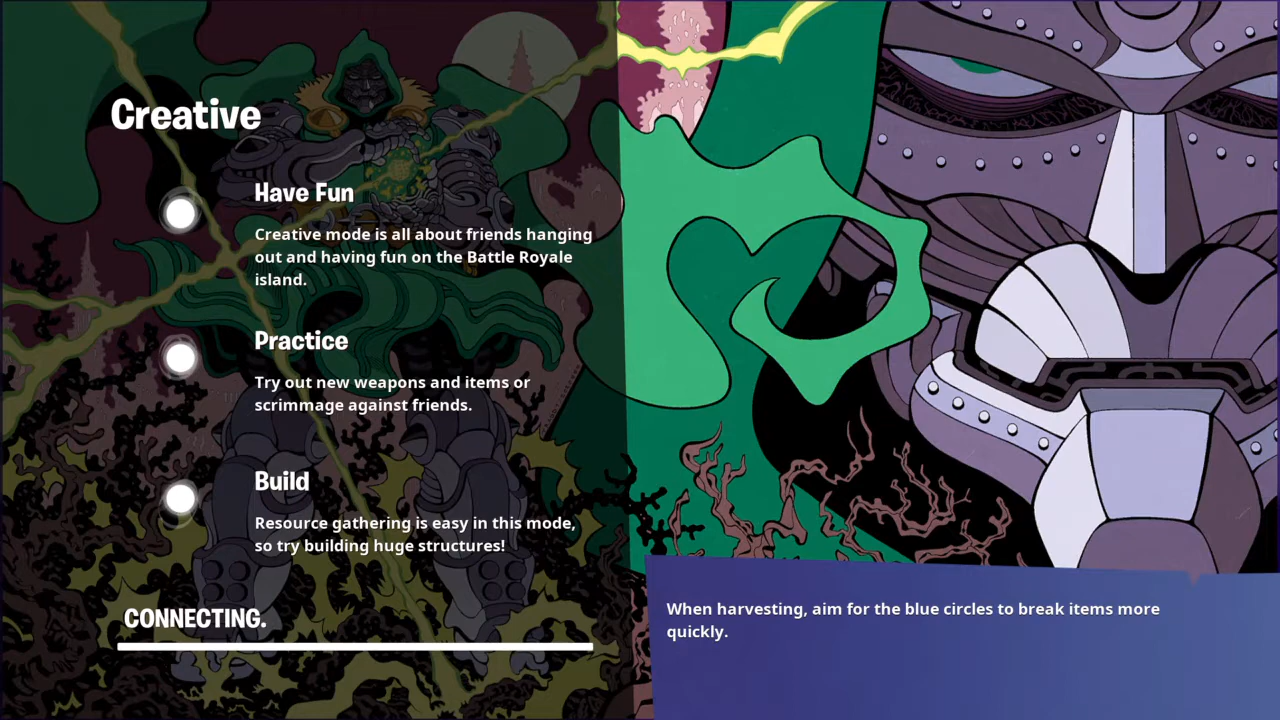 Creative
Have Fun
Creative mode is all about friends hanging
out and having fun on the Battle Royale
island.
Practice
Try out new weapons and items or
scrimmage against friends.
Build
Resource gathering is easy in this mode,
so try building huge structures!
CONNECTING.
When harvesting, aim for the blue circles to break items more
quickly.